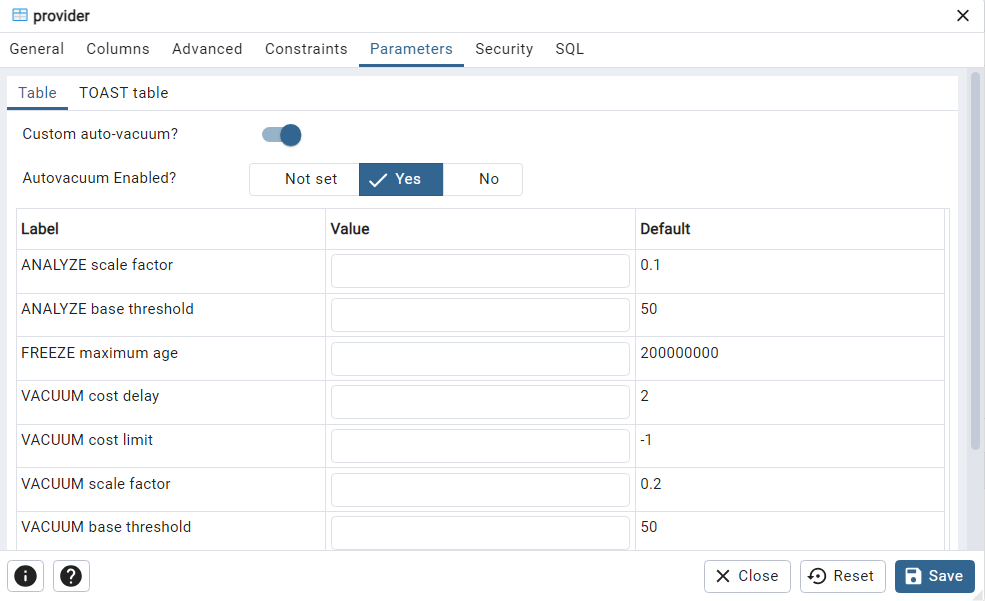 provider
General Columns Advanced Constraints Parameters Security SQL
Table TOAST table
Custom auto-vacuum?
Autovacuum Enabled? Not set Yes No
Label Value Default
ANALYZE scale factor 0.1
ANALYZE base threshold 50
FREEZE maximum age 200000000
VACUUM cost delay 2
VACUUM cost limit -1
VACUUM scale factor 0.2
VACUUM base threshold 50
Close Reset Save